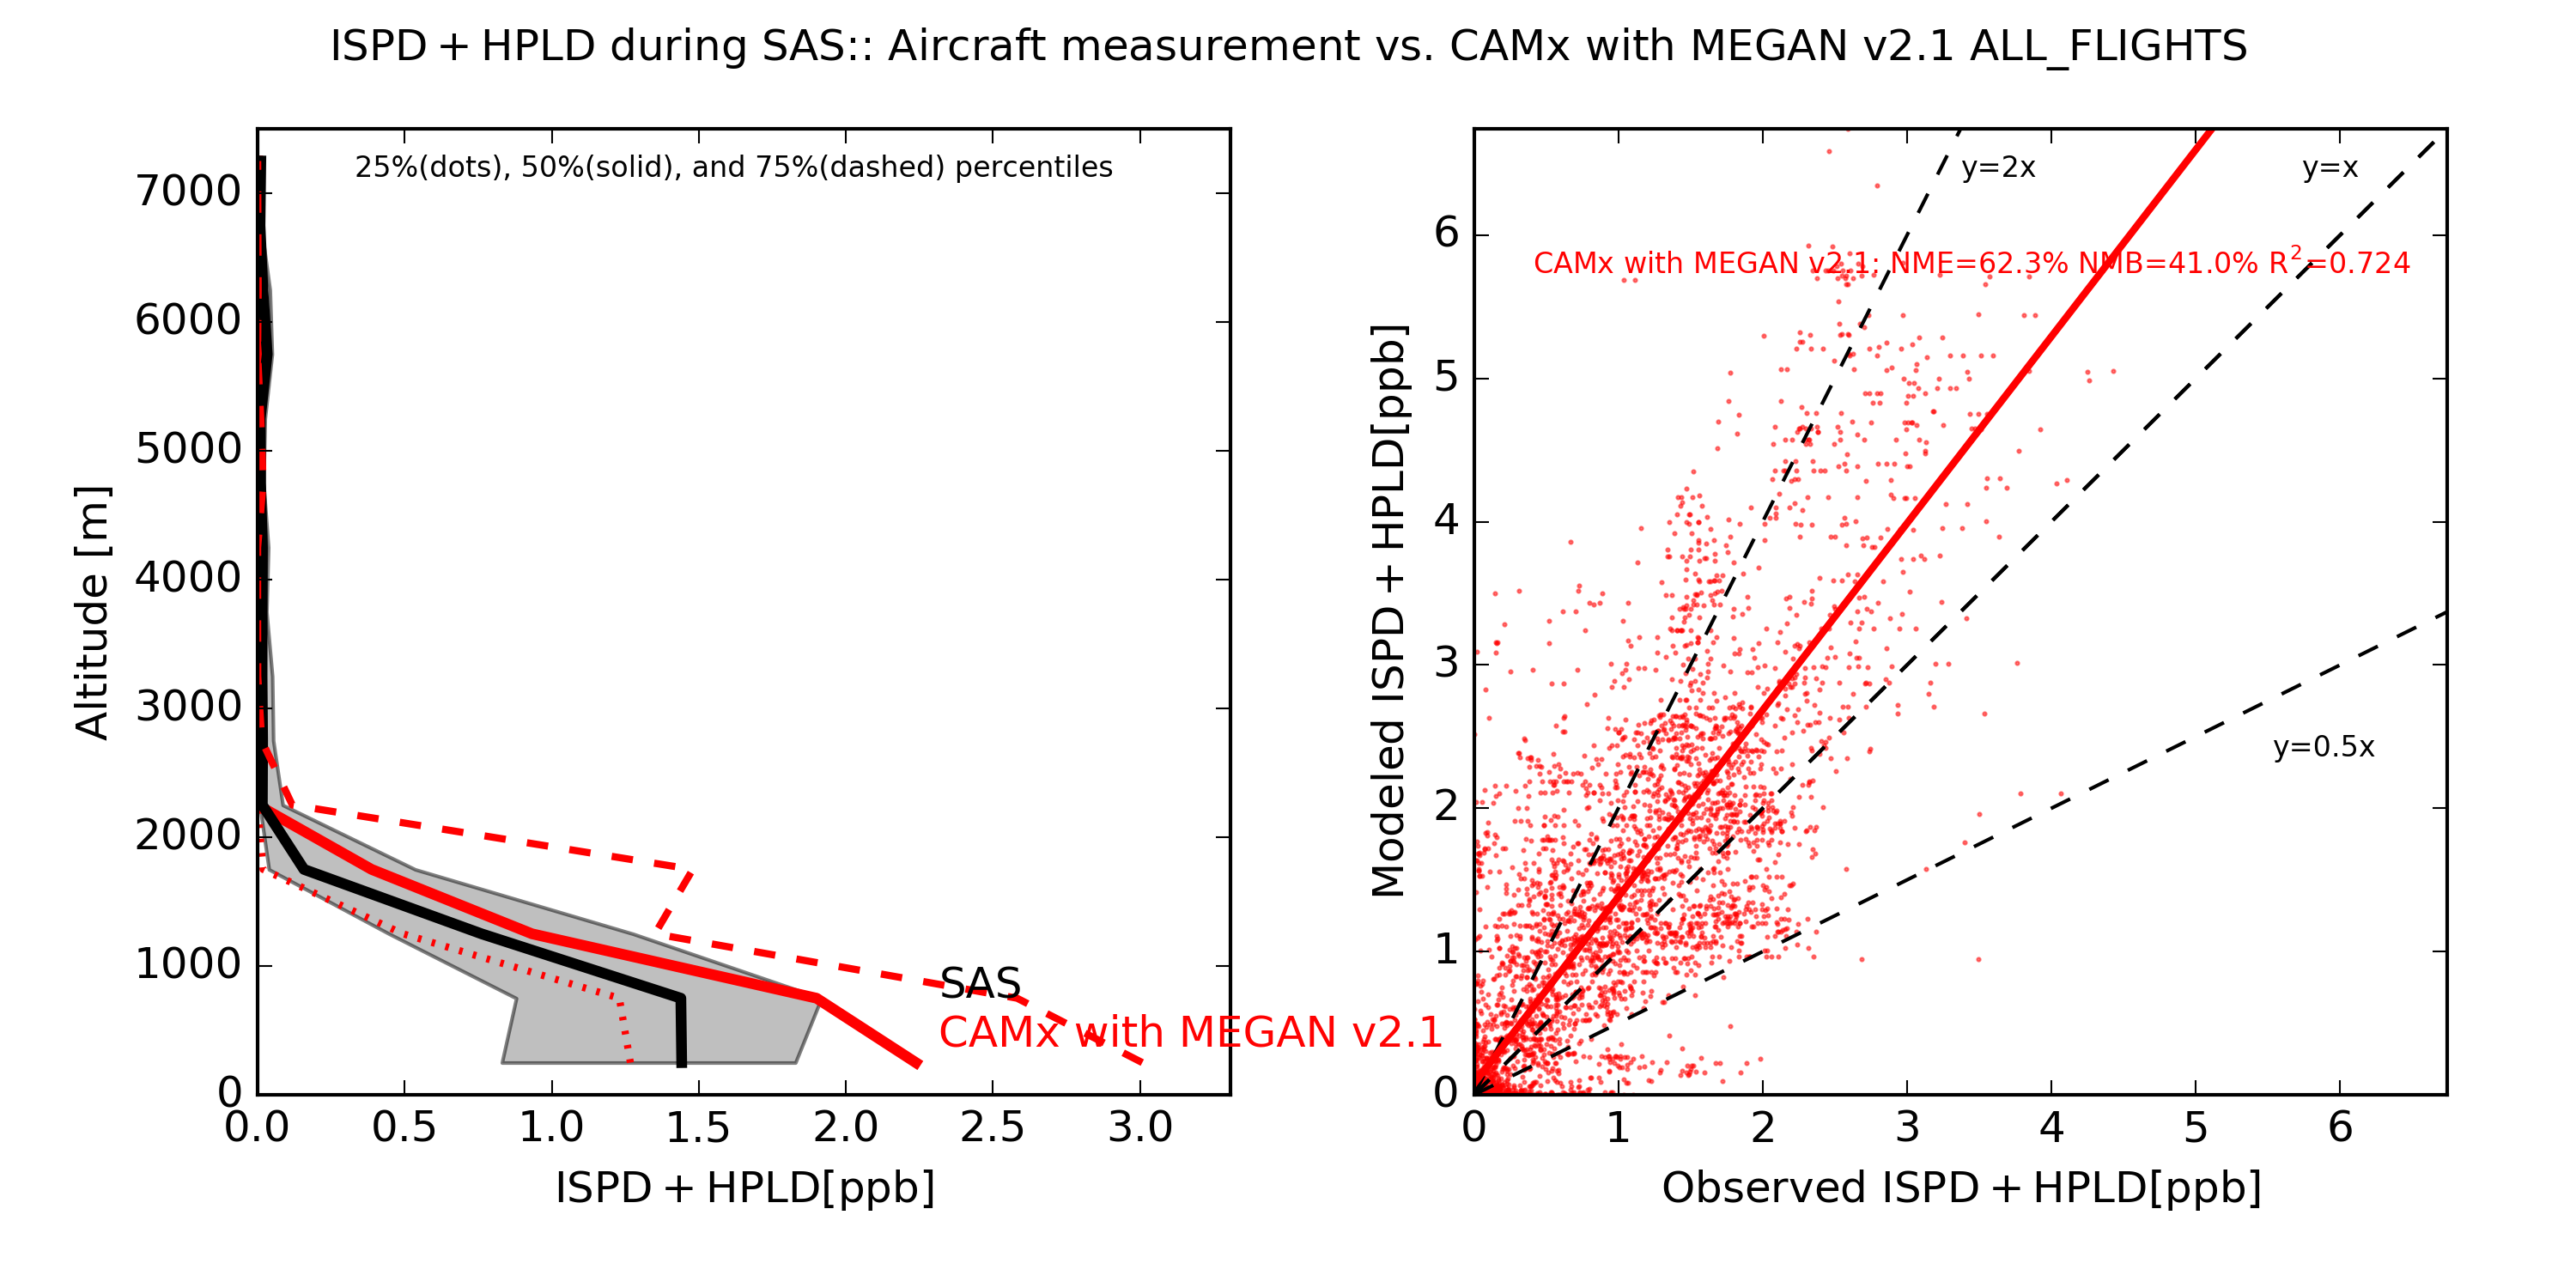 ISPD + HPLD during SAS:: Aircraft measurement vs. CAMx with MEGAN v2.1 ALL_FLIGHTS
25%(dots), 50%(solid), and 75%(dashed) percentiles
7000
6000
5000
4000
3000
2000
1000
0
Altitude [m]
SAS
CAMx with MEGAN v2.1
0.0 0.5 1.0 1.5 2.0 2.5 3.0
ISPD + HPLD[ppb]
y=2x
y=x
CAMx with MEGAN v2.1: NME=62.3% NMB=41.0% R²=0.724
y=0.5x
6
5
4
3
2
1
0
Modeled ISPD + HPLD[ppb]
0 1 2 3 4 5 6
Observed ISPD + HPLD[ppb]